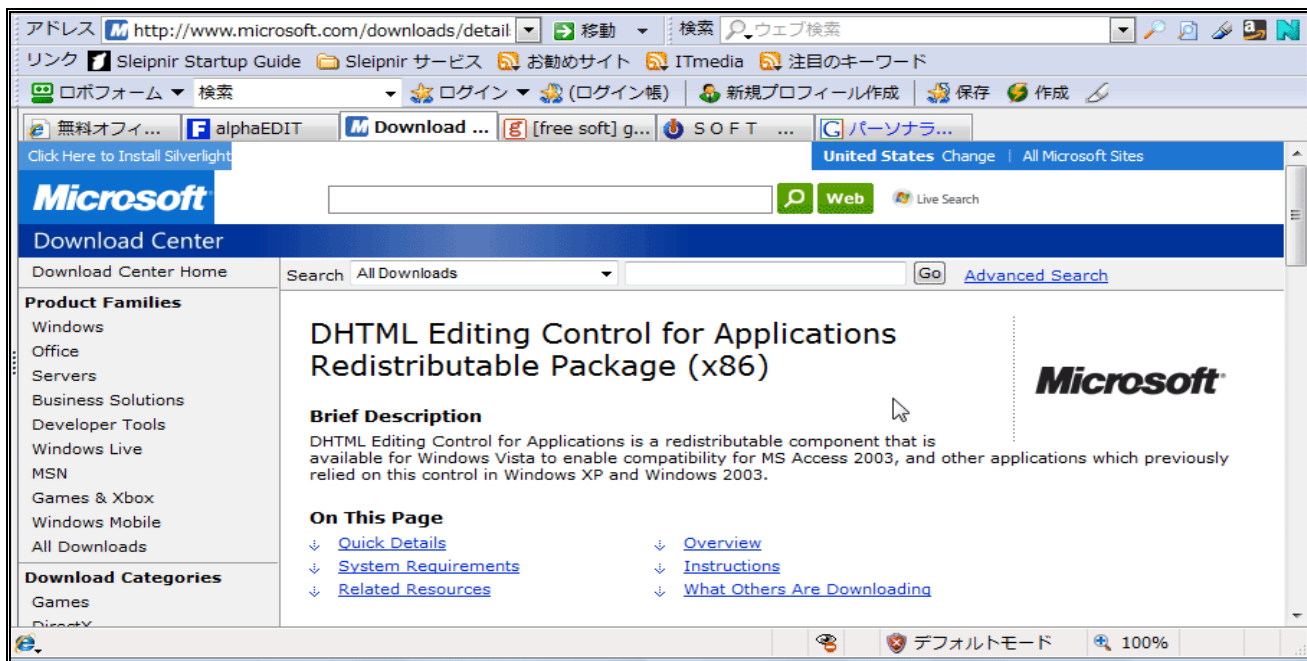 アドレス http://www.microsoft.com/downloads/detail 移動 検索 ウェブ検索
リンク Sleipnir Startup Guide Sleipnir サービス お勧めサイト ITmedia 注目のキーワード
ロボフォーム ▼ 検索 ログイン ▼ (ログイン帳) 新規プロフィール作成 保存 作成
無料オフィ... alphaEDIT Download ... [free soft] g... ＳＯＦＴ ... パーソナラ...
Click Here to Install Silverlight United States Change | All Microsoft Sites
Microsoft Web Live Search
Download Center
Download Center Home
Search All Downloads Go Advanced Search
Product Families
Windows
Office
Servers
Business Solutions
Developer Tools
Windows Live
MSN
Games & Xbox
Windows Mobile
All Downloads
Download Categories
Games
DirectX
DHTML Editing Control for Applications
Redistributable Package (x86)
Microsoft
Brief Description
DHTML Editing Control for Applications is a redistributable component that is
available for Windows Vista to enable compatibility for MS Access 2003, and other applications which previously
relied on this control in Windows XP and Windows 2003.
On This Page
Quick Details Overview
System Requirements Instructions
Related Resources What Others Are Downloading
デフォルトモード 100%